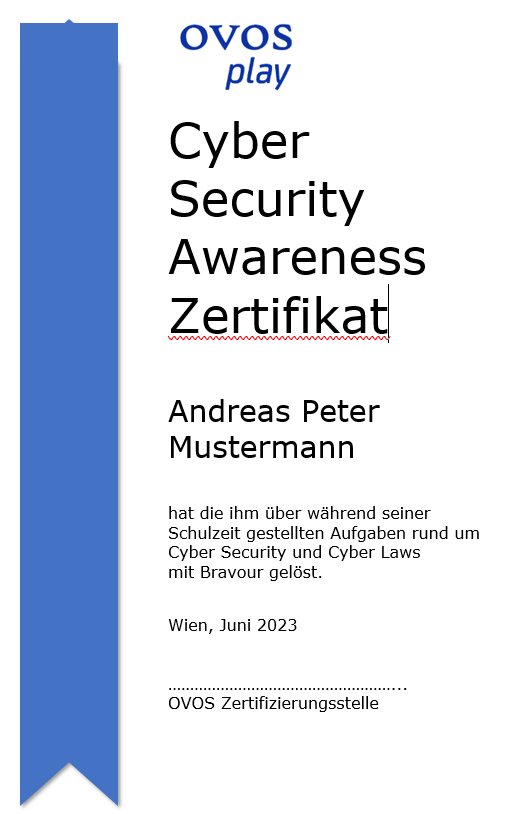 ovos
play
Cyber
Security
Awareness
Zertifikat
Andreas Peter
Mustermann
hat die ihm über während seiner
Schulzeit gestellten Aufgaben rund um
Cyber Security und Cyber Laws
mit Bravour gelöst.
Wien, Juni 2023
…………………………………………………...
OVOS Zertifizierungsstelle